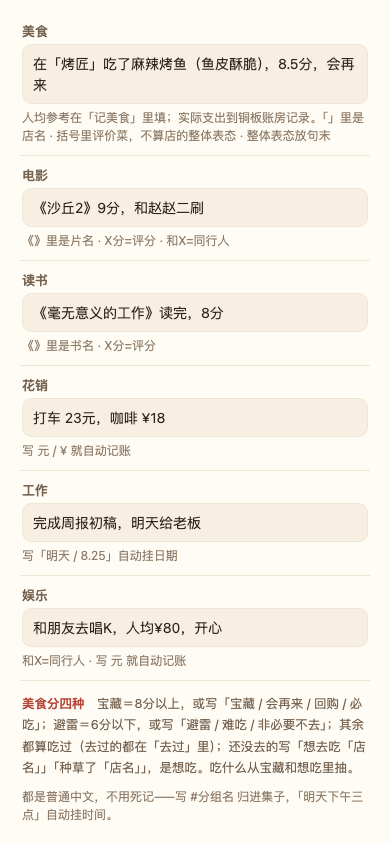 美食
在「烤匠」吃了麻辣烤鱼（鱼皮酥脆），8.5分，会再
来
人均参考在「记美食」里填；实际支出到铜板账房记录。「」里是
店名 · 括号里评价菜，不算店的整体表态 · 整体表态放句末
电影
《沙丘2》9分，和赵赵二刷
《》里是片名 · X分=评分 · 和X=同行人
读书
《毫无意义的工作》读完，8分
《》里是书名 · X分=评分
花销
打车 23元，咖啡 ¥18
写 元 / ¥ 就自动记账
工作
完成周报初稿，明天给老板
写「明天 / 8.25」自动挂日期
娱乐
和朋友去唱K，人均¥80，开心
和X=同行人 · 写 元 就自动记账
美食分四种 宝藏＝8分以上，或写「宝藏 / 会再来 / 回购 / 必
吃」；避雷＝6分以下，或写「避雷 / 难吃 / 非必要不去」；其余
都算吃过（去过的都在「去过」里）；还没去的写「想去吃「店
名」」「种草了「店名」」，是想吃。吃什么从宝藏和想吃里抽。
都是普通中文，不用死记——写 #分组名 归进集子，「明天下午三
点」自动挂时间。